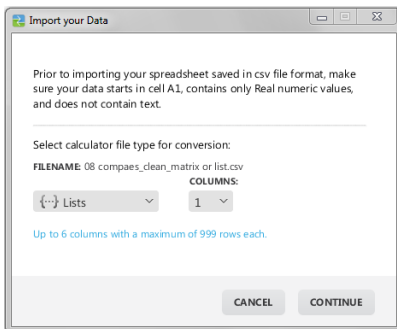 Import your Data
Prior to importing your spreadsheet saved in csv file format, make
sure your data starts in cell A1, contains only Real numeric values,
and does not contain text.
Select calculator file type for conversion:
FILENAME: 08 compaes_clean_matrix or list.csv
COLUMNS:
{···} Lists 1
Up to 6 columns with a maximum of 999 rows each.
CANCEL CONTINUE